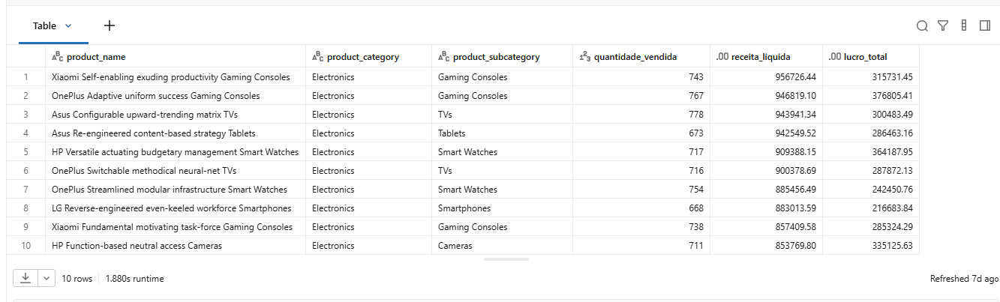 Table
product_name product_category product_subcategory quantidade_vendida receita_liquida lucro_total
1 Xiaomi Self-enabling exuding productivity Gaming Consoles Electronics Gaming Consoles 743 956726.44 315731.45
2 OnePlus Adaptive uniform success Gaming Consoles Electronics Gaming Consoles 767 946819.10 376805.41
3 Asus Configurable upward-trending matrix TVs Electronics TVs 778 943941.34 300483.49
4 Asus Re-engineered content-based strategy Tablets Electronics Tablets 673 942549.52 286463.16
5 HP Versatile actuating budgetary management Smart Watches Electronics Smart Watches 717 909388.15 364187.95
6 OnePlus Switchable methodical neural-net TVs Electronics TVs 716 900378.69 287872.13
7 OnePlus Streamlined modular infrastructure Smart Watches Electronics Smart Watches 754 885456.49 242450.76
8 LG Reverse-engineered even-keeled workforce Smartphones Electronics Smartphones 668 883013.59 216683.84
9 Xiaomi Fundamental motivating task-force Gaming Consoles Electronics Gaming Consoles 738 857409.58 285324.29
10 HP Function-based neutral access Cameras Electronics Cameras 711 853769.80 335125.63
10 rows 1.880s runtime Refreshed 7d ago